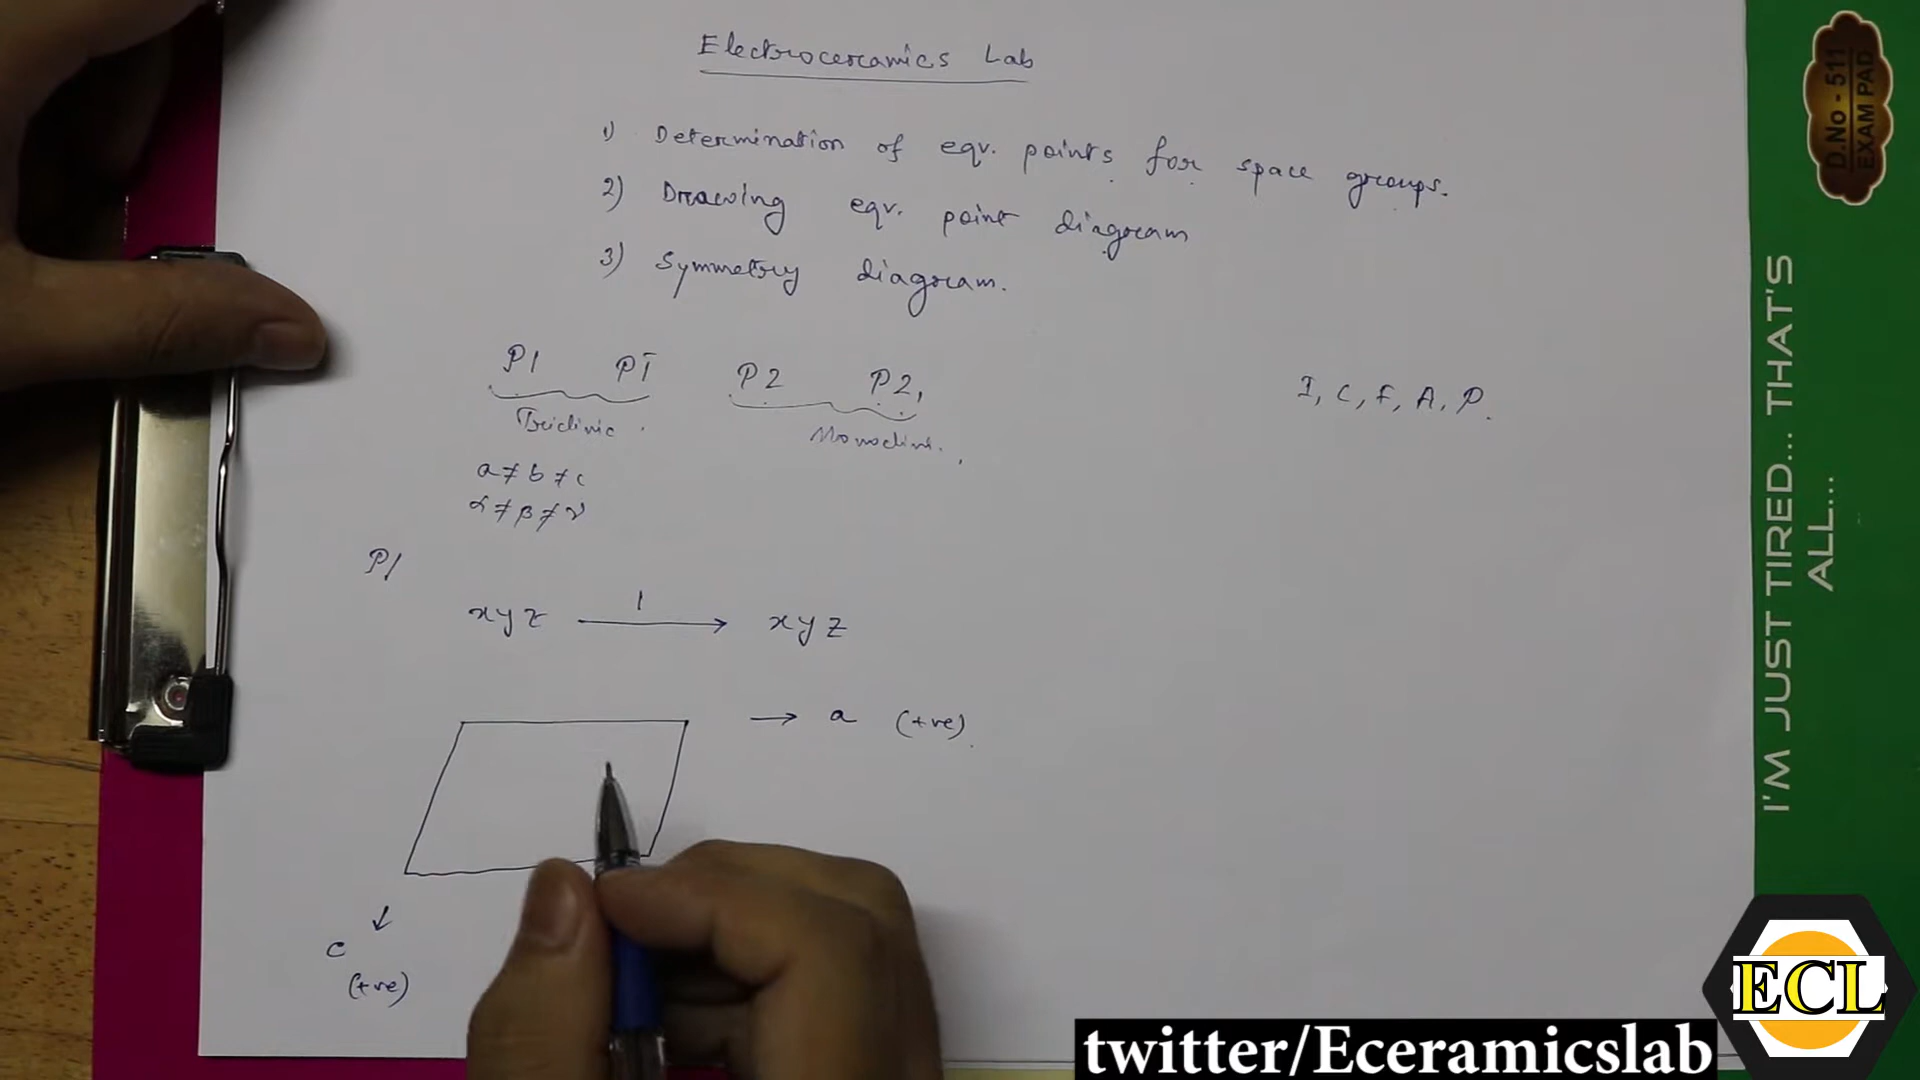 Electroceramics Lab
1) Determination of eqv. points for space groups.
2) Drawing eqv. point diagram
3) Symmetry diagram.
P1 P1̄ P2 P2₁
Triclinic Monoclinic.
I, C, F, A, P.
a ≠ b ≠ c
α ≠ β ≠ γ
P1
xyz 1 → xyz
→ a (+ve).
↓
c
(+ve)
D.No - 511
EXAM PAD
I'M JUST TIRED... THAT'S
ALL...
ECL
twitter/Eceramicslab